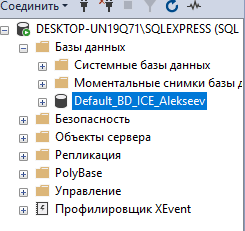 Соединить
DESKTOP-UN19Q71\SQLEXPRESS (SQL
Базы данных
Системные базы данных
Моментальные снимки базы д
Default_BD_ICE_Alekseev
Безопасность
Объекты сервера
Репликация
PolyBase
Управление
Профилировщик XEvent